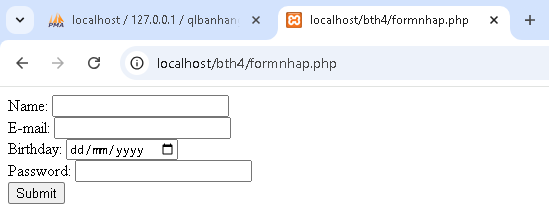 localhost / 127.0.0.1 / qlbanhan
localhost/bth4/formnhap.php
localhost/bth4/formnhap.php
Name:
E-mail:
Birthday: dd/mm/yyyy
Password:
Submit